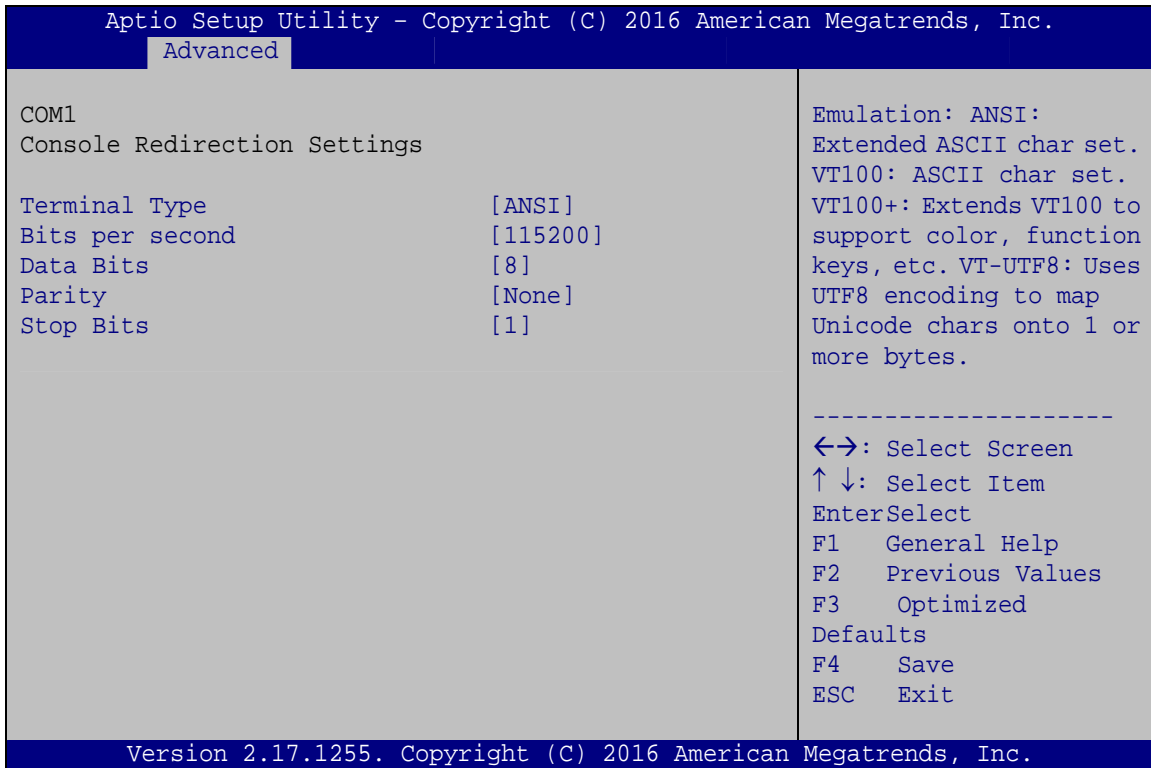 Aptio Setup Utility – Copyright (C) 2016 American Megatrends, Inc.
Advanced
COM1
Console Redirection Settings
Terminal Type [ANSI]
Bits per second [115200]
Data Bits [8]
Parity [None]
Stop Bits [1]
Emulation: ANSI:
Extended ASCII char set.
VT100: ASCII char set.
VT100+: Extends VT100 to
support color, function
keys, etc. VT-UTF8: Uses
UTF8 encoding to map
Unicode chars onto 1 or
more bytes.
---------------------
←→: Select Screen
↑ ↓: Select Item
EnterSelect
F1 General Help
F2 Previous Values
F3 Optimized
Defaults
F4 Save
ESC Exit
Version 2.17.1255. Copyright (C) 2016 American Megatrends, Inc.